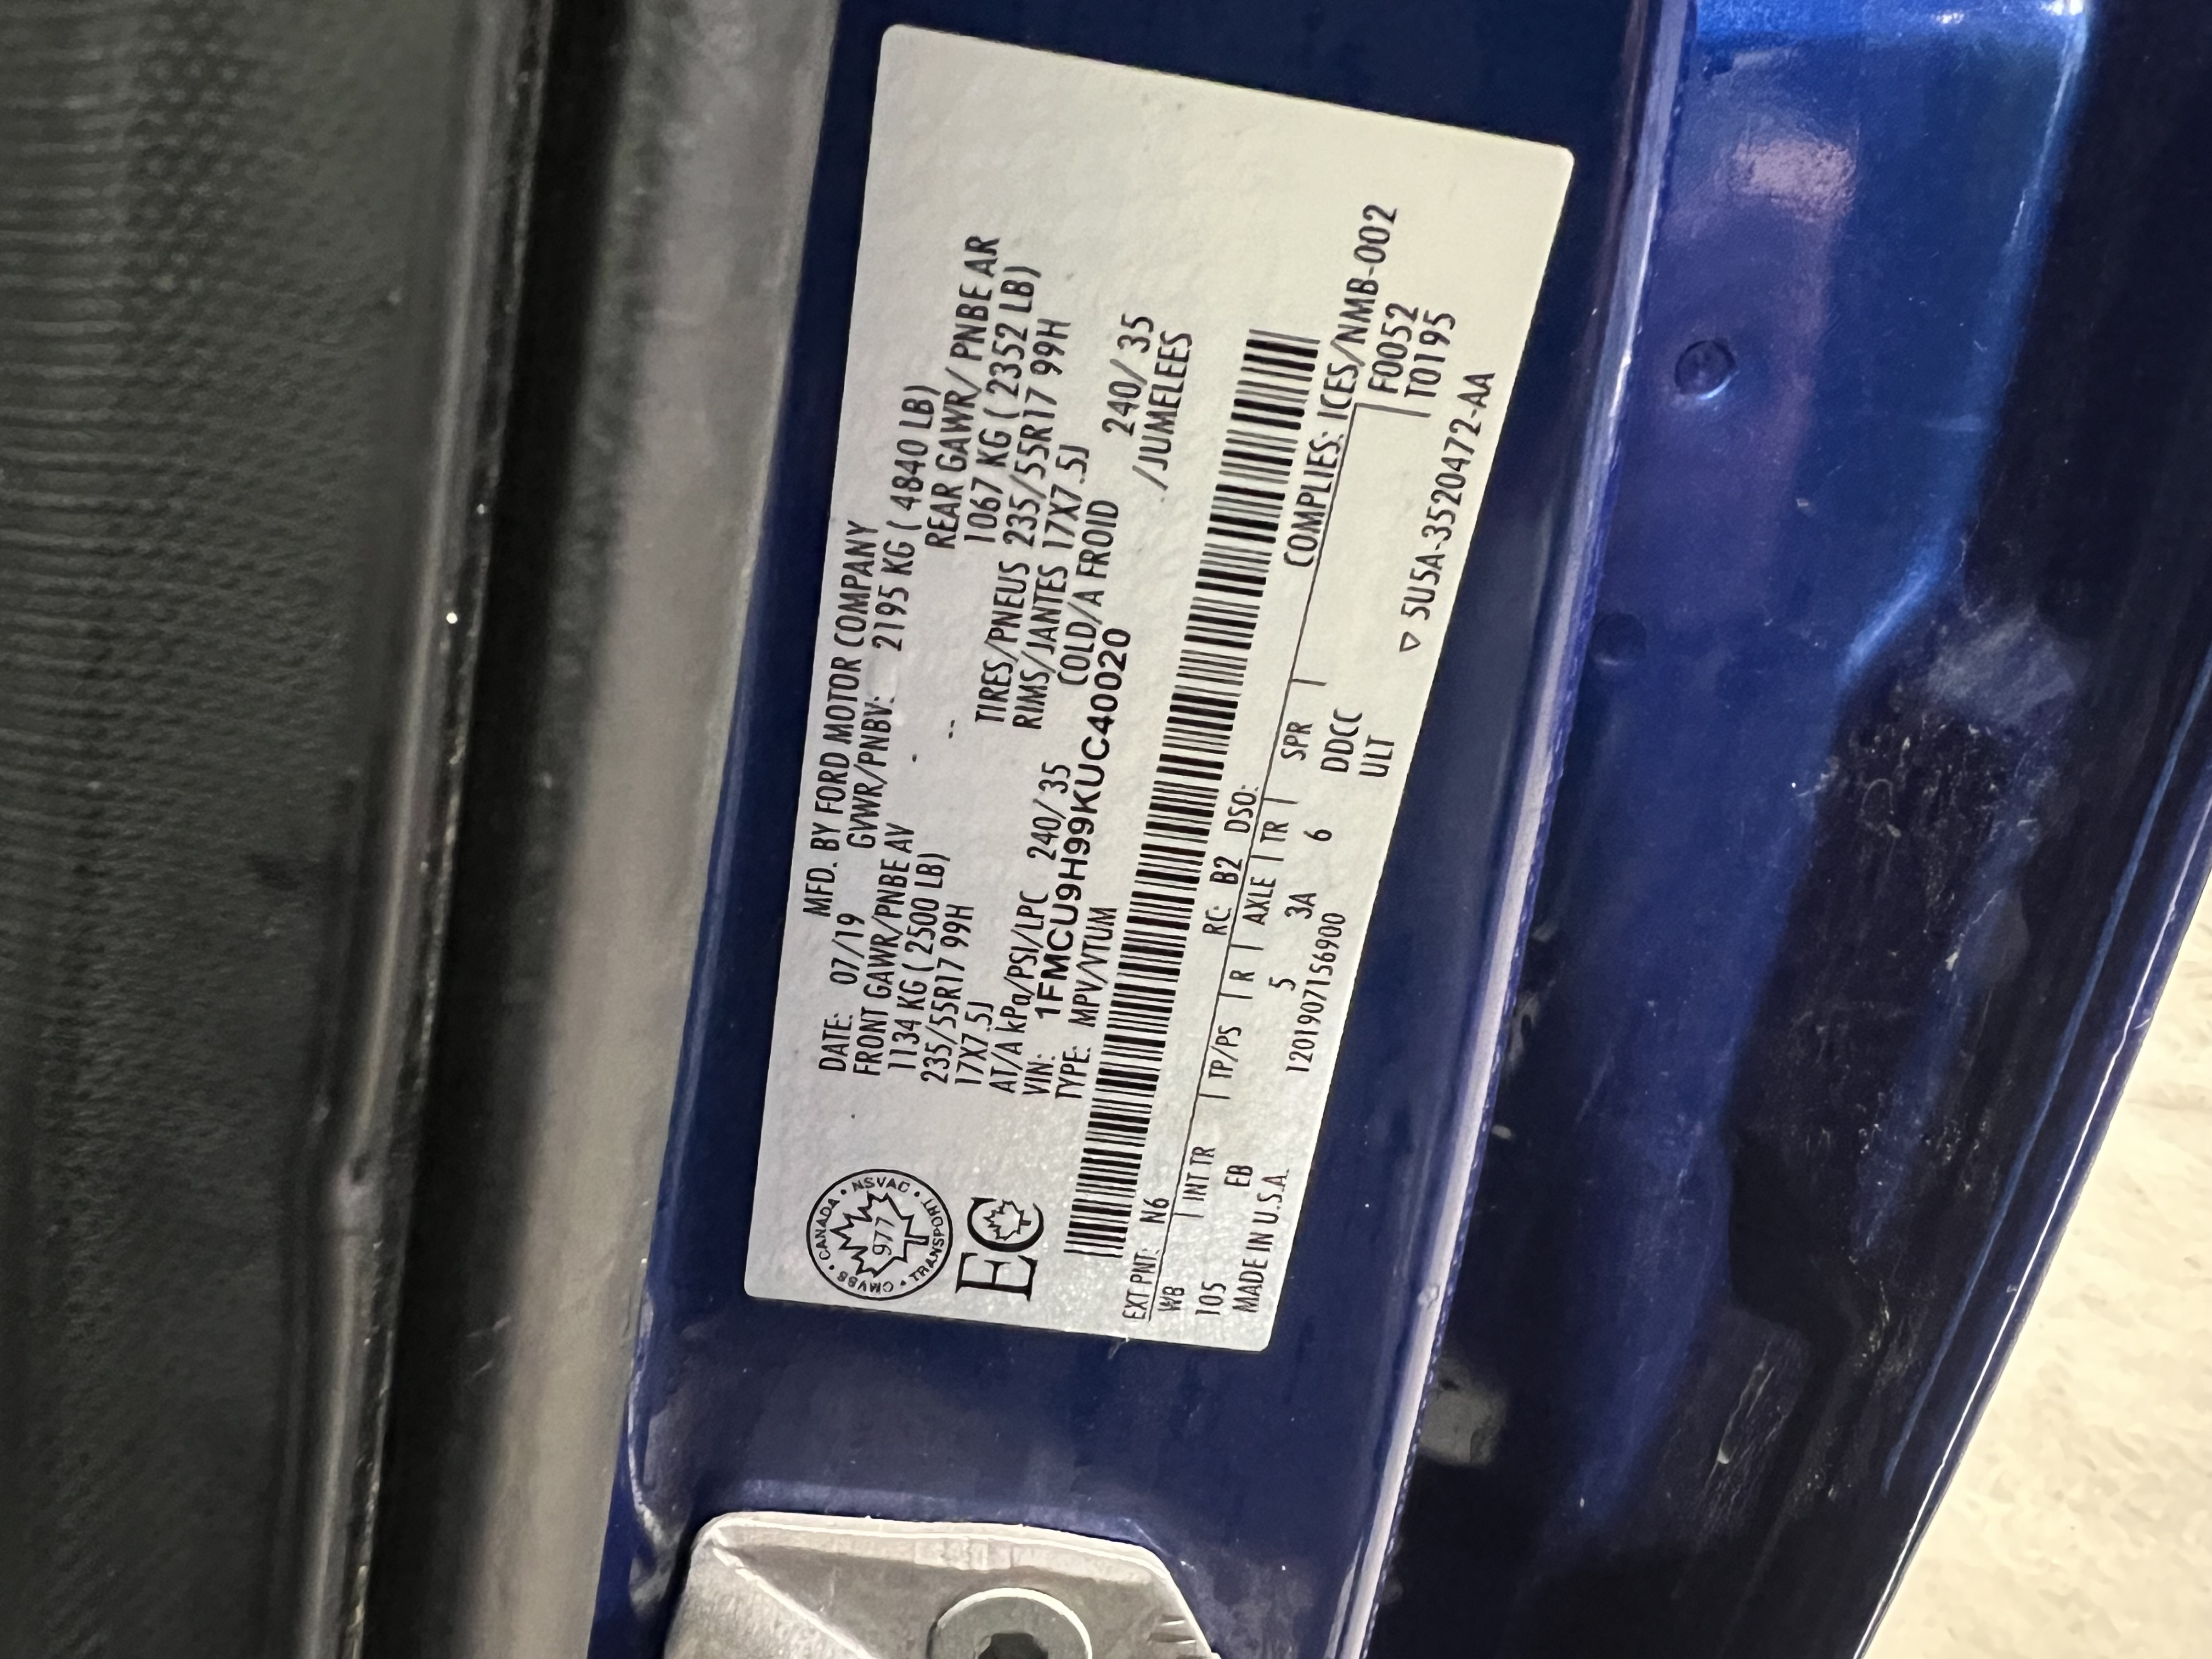 CANADA • NSVAC • TRANSPORT • CMVSS •
977
EC
DATE: 07/19 MFD. BY FORD MOTOR COMPANY
FRONT GAWR/PNBE AV GVWR/PNBV: 2195 KG ( 4840 LB)
1134 KG ( 2500 LB) -- REAR GAWR/ PNBE AR
235/55R17 99H 1067 KG ( 2352 LB)
17X7.5J TIRES/PNEUS 235/55R17 99H
RIMS/JANTES 17X7.5J
AT/A kPa/PSI/LPC 240/ 35 COLD/A FROID 240/ 35
VIN: 1FMCU9H99KUC40020 /JUMELEES
TYPE: MPV/VTUM
EXT PNT: N6 RC: B2 DSO: COMPLIES: ICES/NMB-002
WB INT TR TP/PS R AXLE TR SPR F0052
105 EB 5 3A 6 DDCC T0195
MADE IN U.S.A. 1201907156900 ULT
▽ 5U5A-3520472-AA